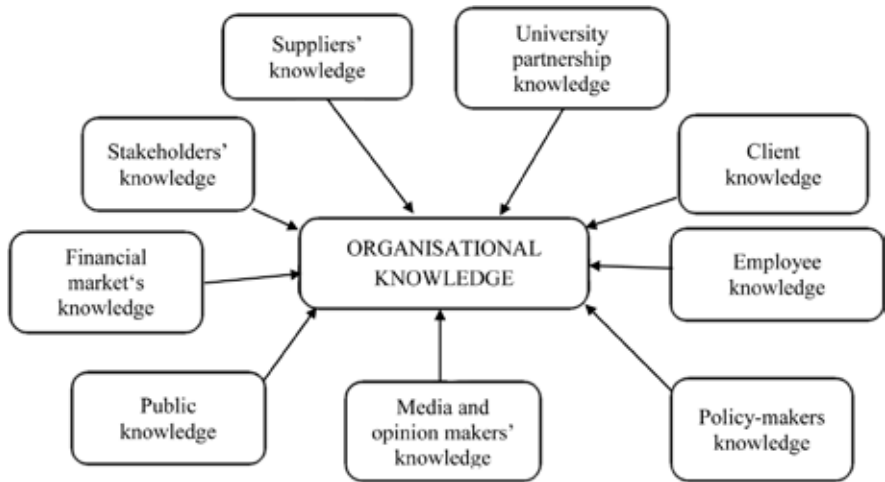 Suppliers’
knowledge
University
partnership
knowledge
Stakeholders’
knowledge
Client
knowledge
ORGANISATIONAL
KNOWLEDGE
Financial
market‘s
knowledge
Employee
knowledge
Public
knowledge
Media and
opinion makers’
knowledge
Policy-makers
knowledge